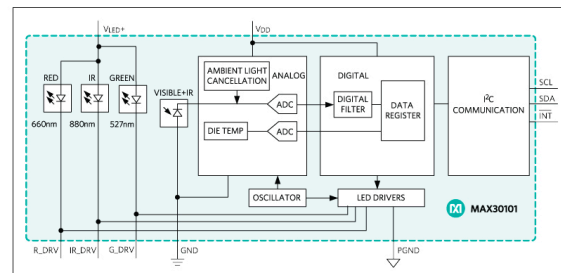 VLED+
VDD
RED
IR
GREEN
VISIBLE+IR
660nm
880nm
527nm
AMBIENT LIGHT
CANCELLATION
ANALOG
ADC
DIE TEMP
ADC
DIGITAL
DIGITAL
FILTER
DATA
REGISTER
I²C
COMMUNICATION
SCL
SDA
INT
OSCILLATOR
LED DRIVERS
MAX30101
R_DRV
IR_DRV
G_DRV
GND
PGND